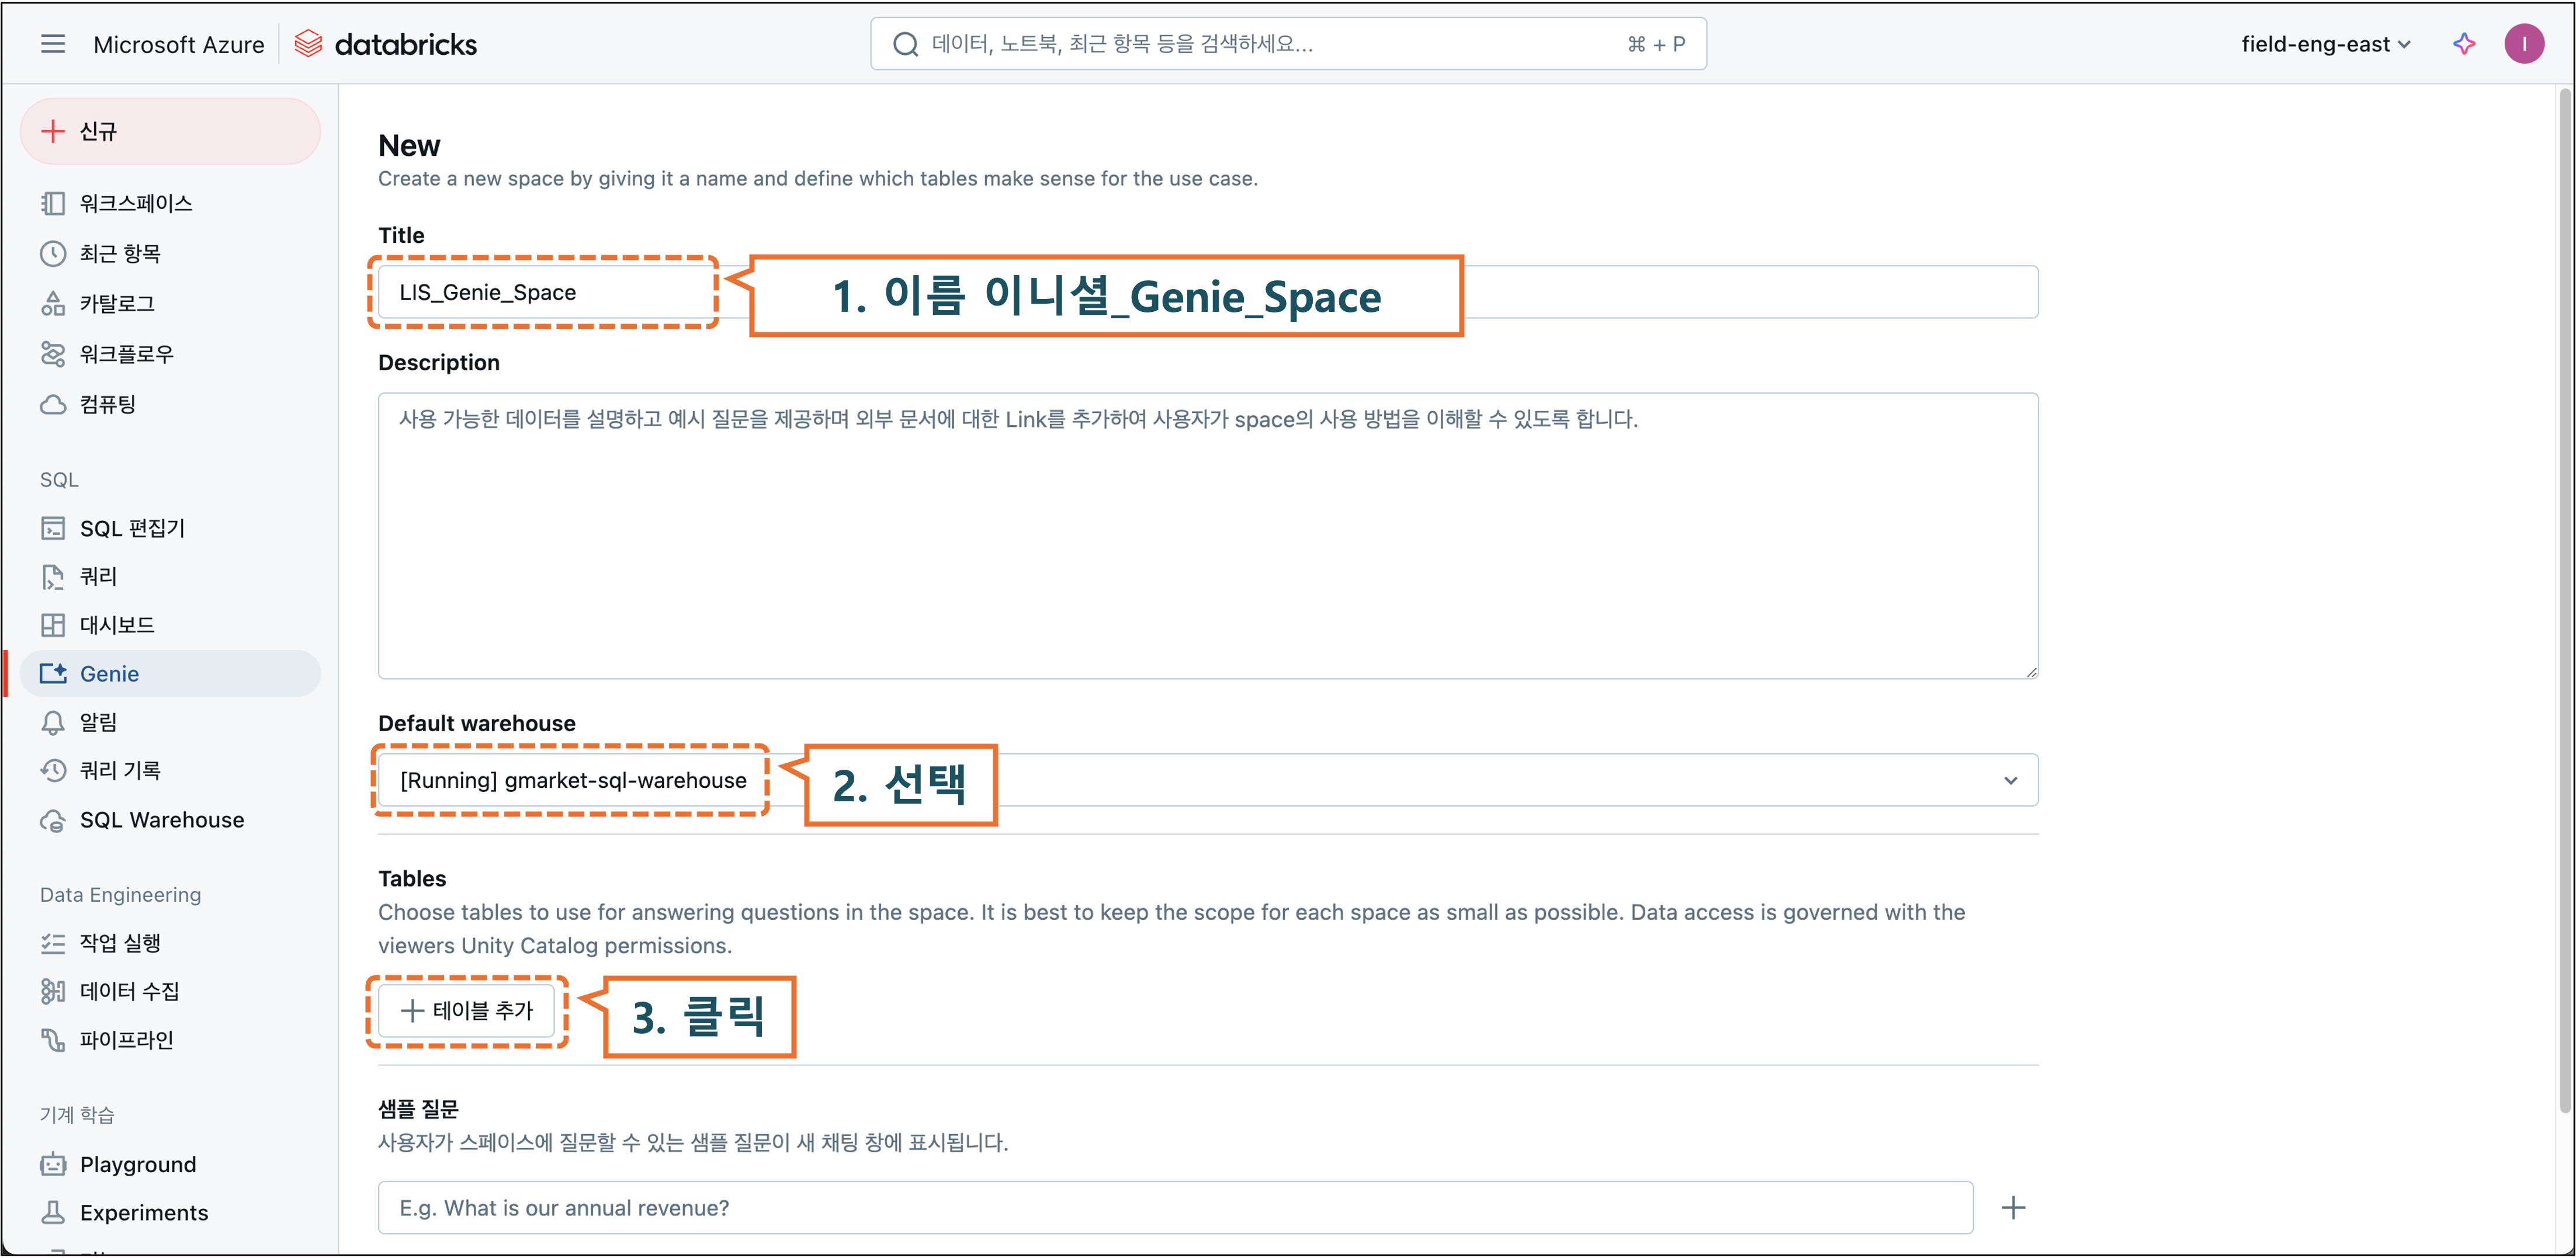 Microsoft Azure databricks
데이터, 노트북, 최근 항목 등을 검색하세요... ⌘ + P
field-eng-east
I
신규
워크스페이스
최근 항목
카탈로그
워크플로우
컴퓨팅
SQL
SQL 편집기
쿼리
대시보드
Genie
알림
쿼리 기록
SQL Warehouse
Data Engineering
작업 실행
데이터 수집
파이프라인
기계 학습
Playground
Experiments
New
Create a new space by giving it a name and define which tables make sense for the use case.
Title
LIS_Genie_Space
1. 이름 이니셜_Genie_Space
Description
사용 가능한 데이터를 설명하고 예시 질문을 제공하며 외부 문서에 대한 Link를 추가하여 사용자가 space의 사용 방법을 이해할 수 있도록 합니다.
Default warehouse
[Running] gmarket-sql-warehouse
2. 선택
Tables
Choose tables to use for answering questions in the space. It is best to keep the scope for each space as small as possible. Data access is governed with the
viewers Unity Catalog permissions.
+ 테이블 추가
3. 클릭
샘플 질문
사용자가 스페이스에 질문할 수 있는 샘플 질문이 새 채팅 창에 표시됩니다.
E.g. What is our annual revenue?